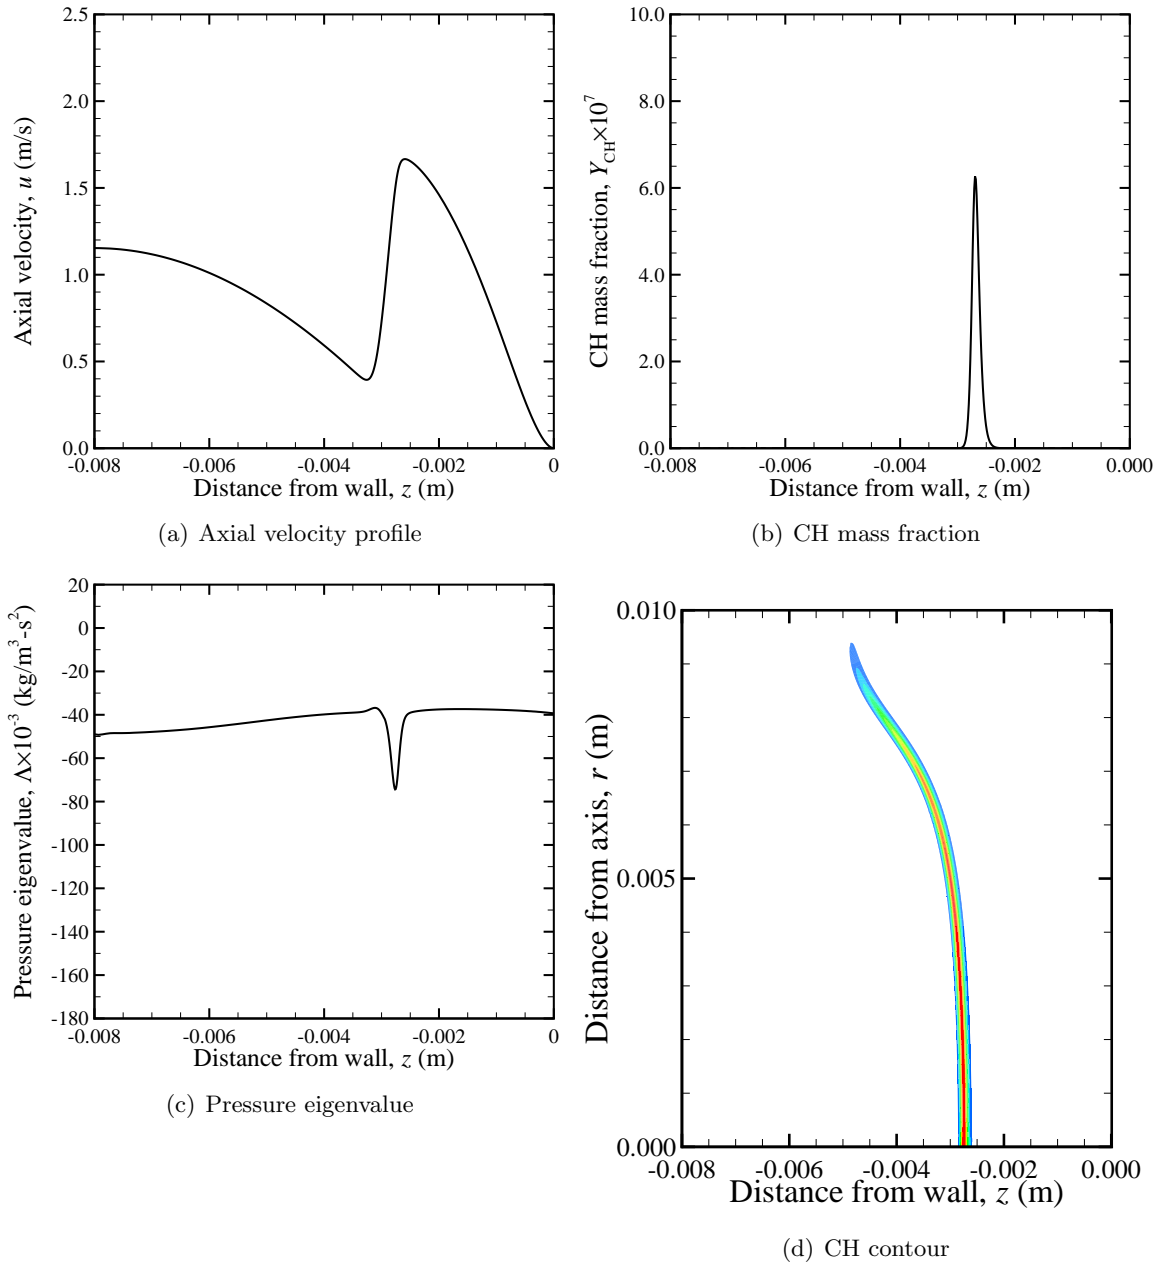 2.5
2.0
1.5
1.0
0.5
0.0
Axial velocity, u (m/s)
-0.008 -0.006 -0.004 -0.002 0
Distance from wall, z (m)
(a) Axial velocity profile
10.0
8.0
6.0
4.0
2.0
0.0
CH mass fraction, Y_CH×10^7
-0.008 -0.006 -0.004 -0.002 0.000
Distance from wall, z (m)
(b) CH mass fraction
20
0
-20
-40
-60
-80
-100
-120
-140
-160
-180
Pressure eigenvalue, Λ×10^-3 (kg/m^3-s^2)
-0.008 -0.006 -0.004 -0.002 0
Distance from wall, z (m)
(c) Pressure eigenvalue
0.010
0.005
0.000
Distance from axis, r (m)
-0.008 -0.006 -0.004 -0.002 0.000
Distance from wall, z (m)
(d) CH contour